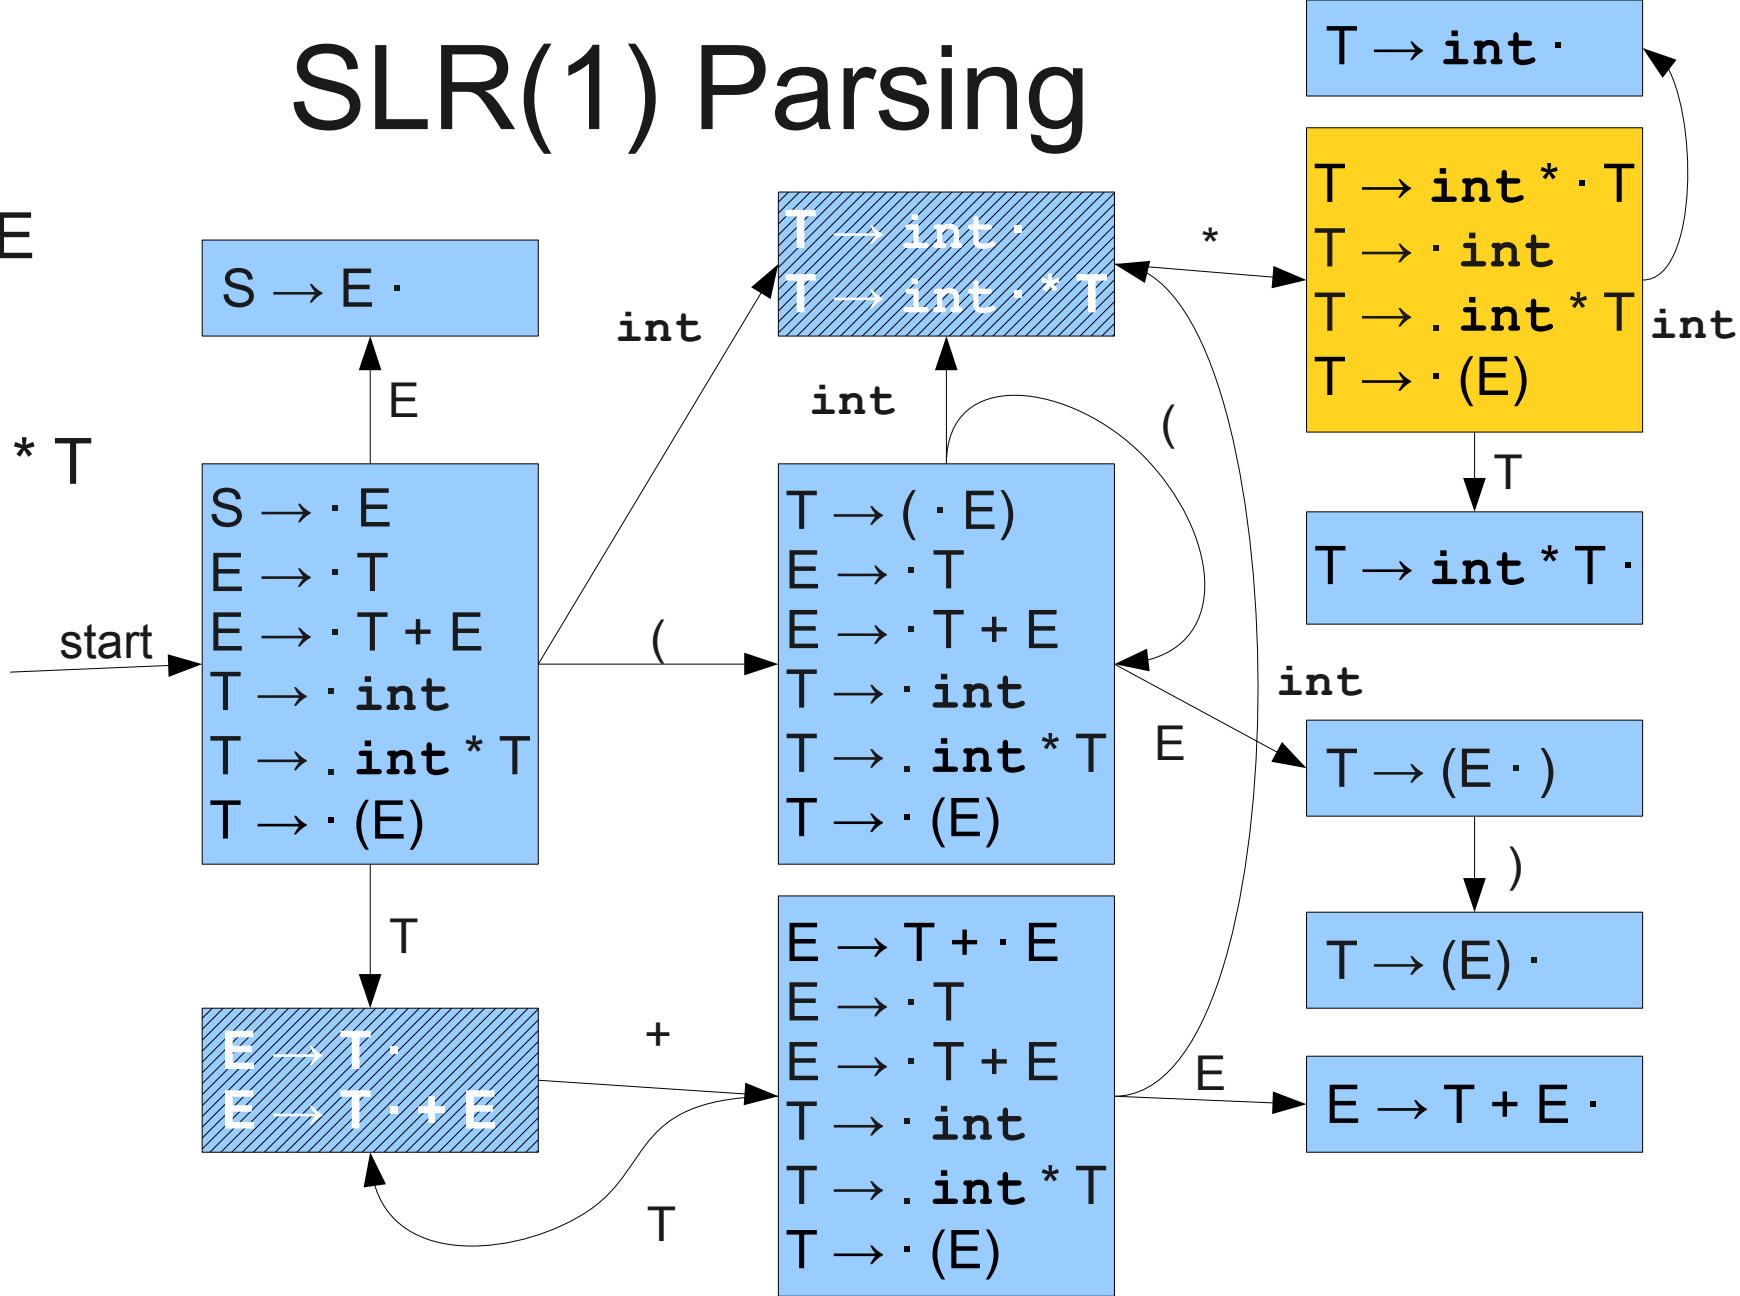 SLR(1) Parsing
E
* T
start
S → E ·
E
S → · E
E → · T
E → · T + E
T → · int
T → . int * T
T → · (E)
T
E → T ·
E → T · + E
+
T
int
(
T → int ·
T → int · * T
int
(
T → ( · E)
E → · T
E → · T + E
T → · int
T → . int * T
T → · (E)
E → T + · E
E → · T
E → · T + E
T → · int
T → . int * T
T → · (E)
*
int
E
E
T → int ·
T → int * · T
T → · int
T → . int * T
T → · (E)
int
T
T → int * T ·
T → (E · )
)
T → (E) ·
E → T + E ·